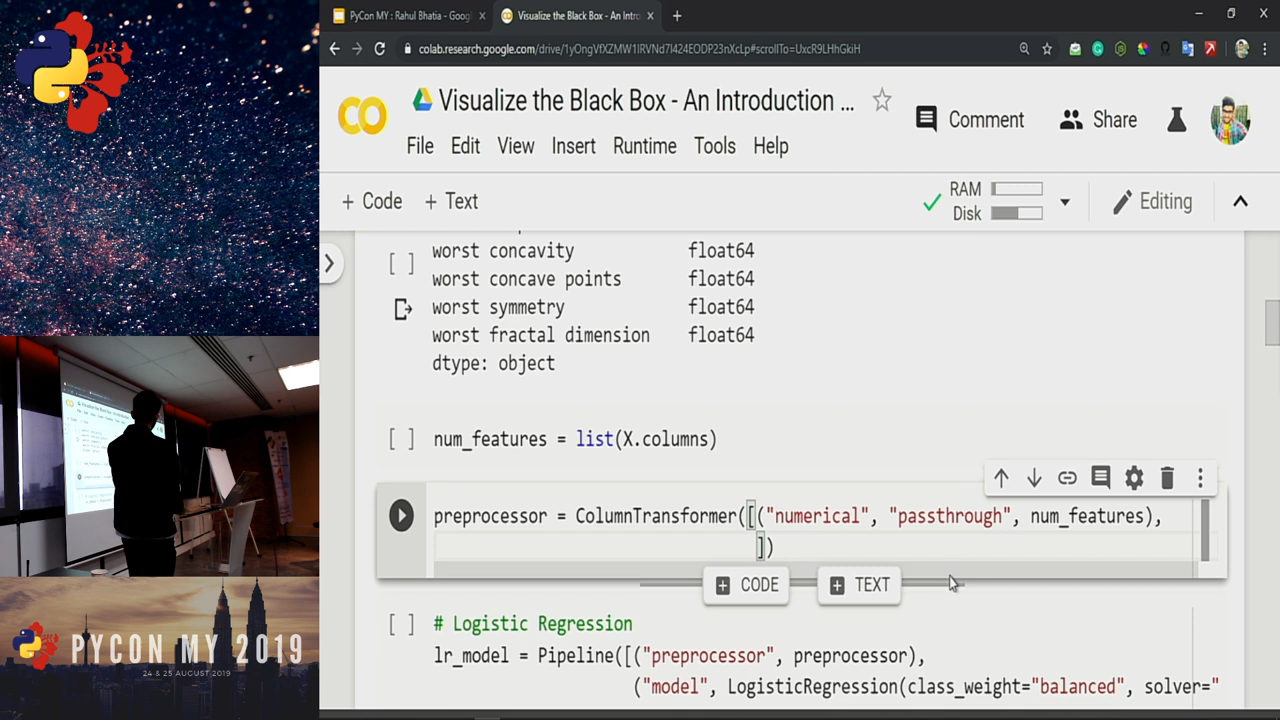 PyCon MY : Rahul Bhatia - Googl
Visualize the Black Box - An Intro
colab.research.google.com/drive/1yOngVfXZMW1lRVNd7l424EODP23nXcLp#scrollTo=UxcR9LHhGkiH
Visualize the Black Box - An Introduction ...
Comment
Share
File Edit View Insert Runtime Tools Help
+ Code + Text
RAM
Disk
Editing
worst concavity float64
[ ]
worst concave points float64
worst symmetry float64
worst fractal dimension float64
dtype: object
[ ] num_features = list(X.columns)
preprocessor = ColumnTransformer([("numerical", "passthrough", num_features),
])
+ CODE + TEXT
[ ] # Logistic Regression
lr_model = Pipeline([("preprocessor", preprocessor),
("model", LogisticRegression(class_weight="balanced", solver="
PYCON MY 2019
24 & 25 AUGUST 2019